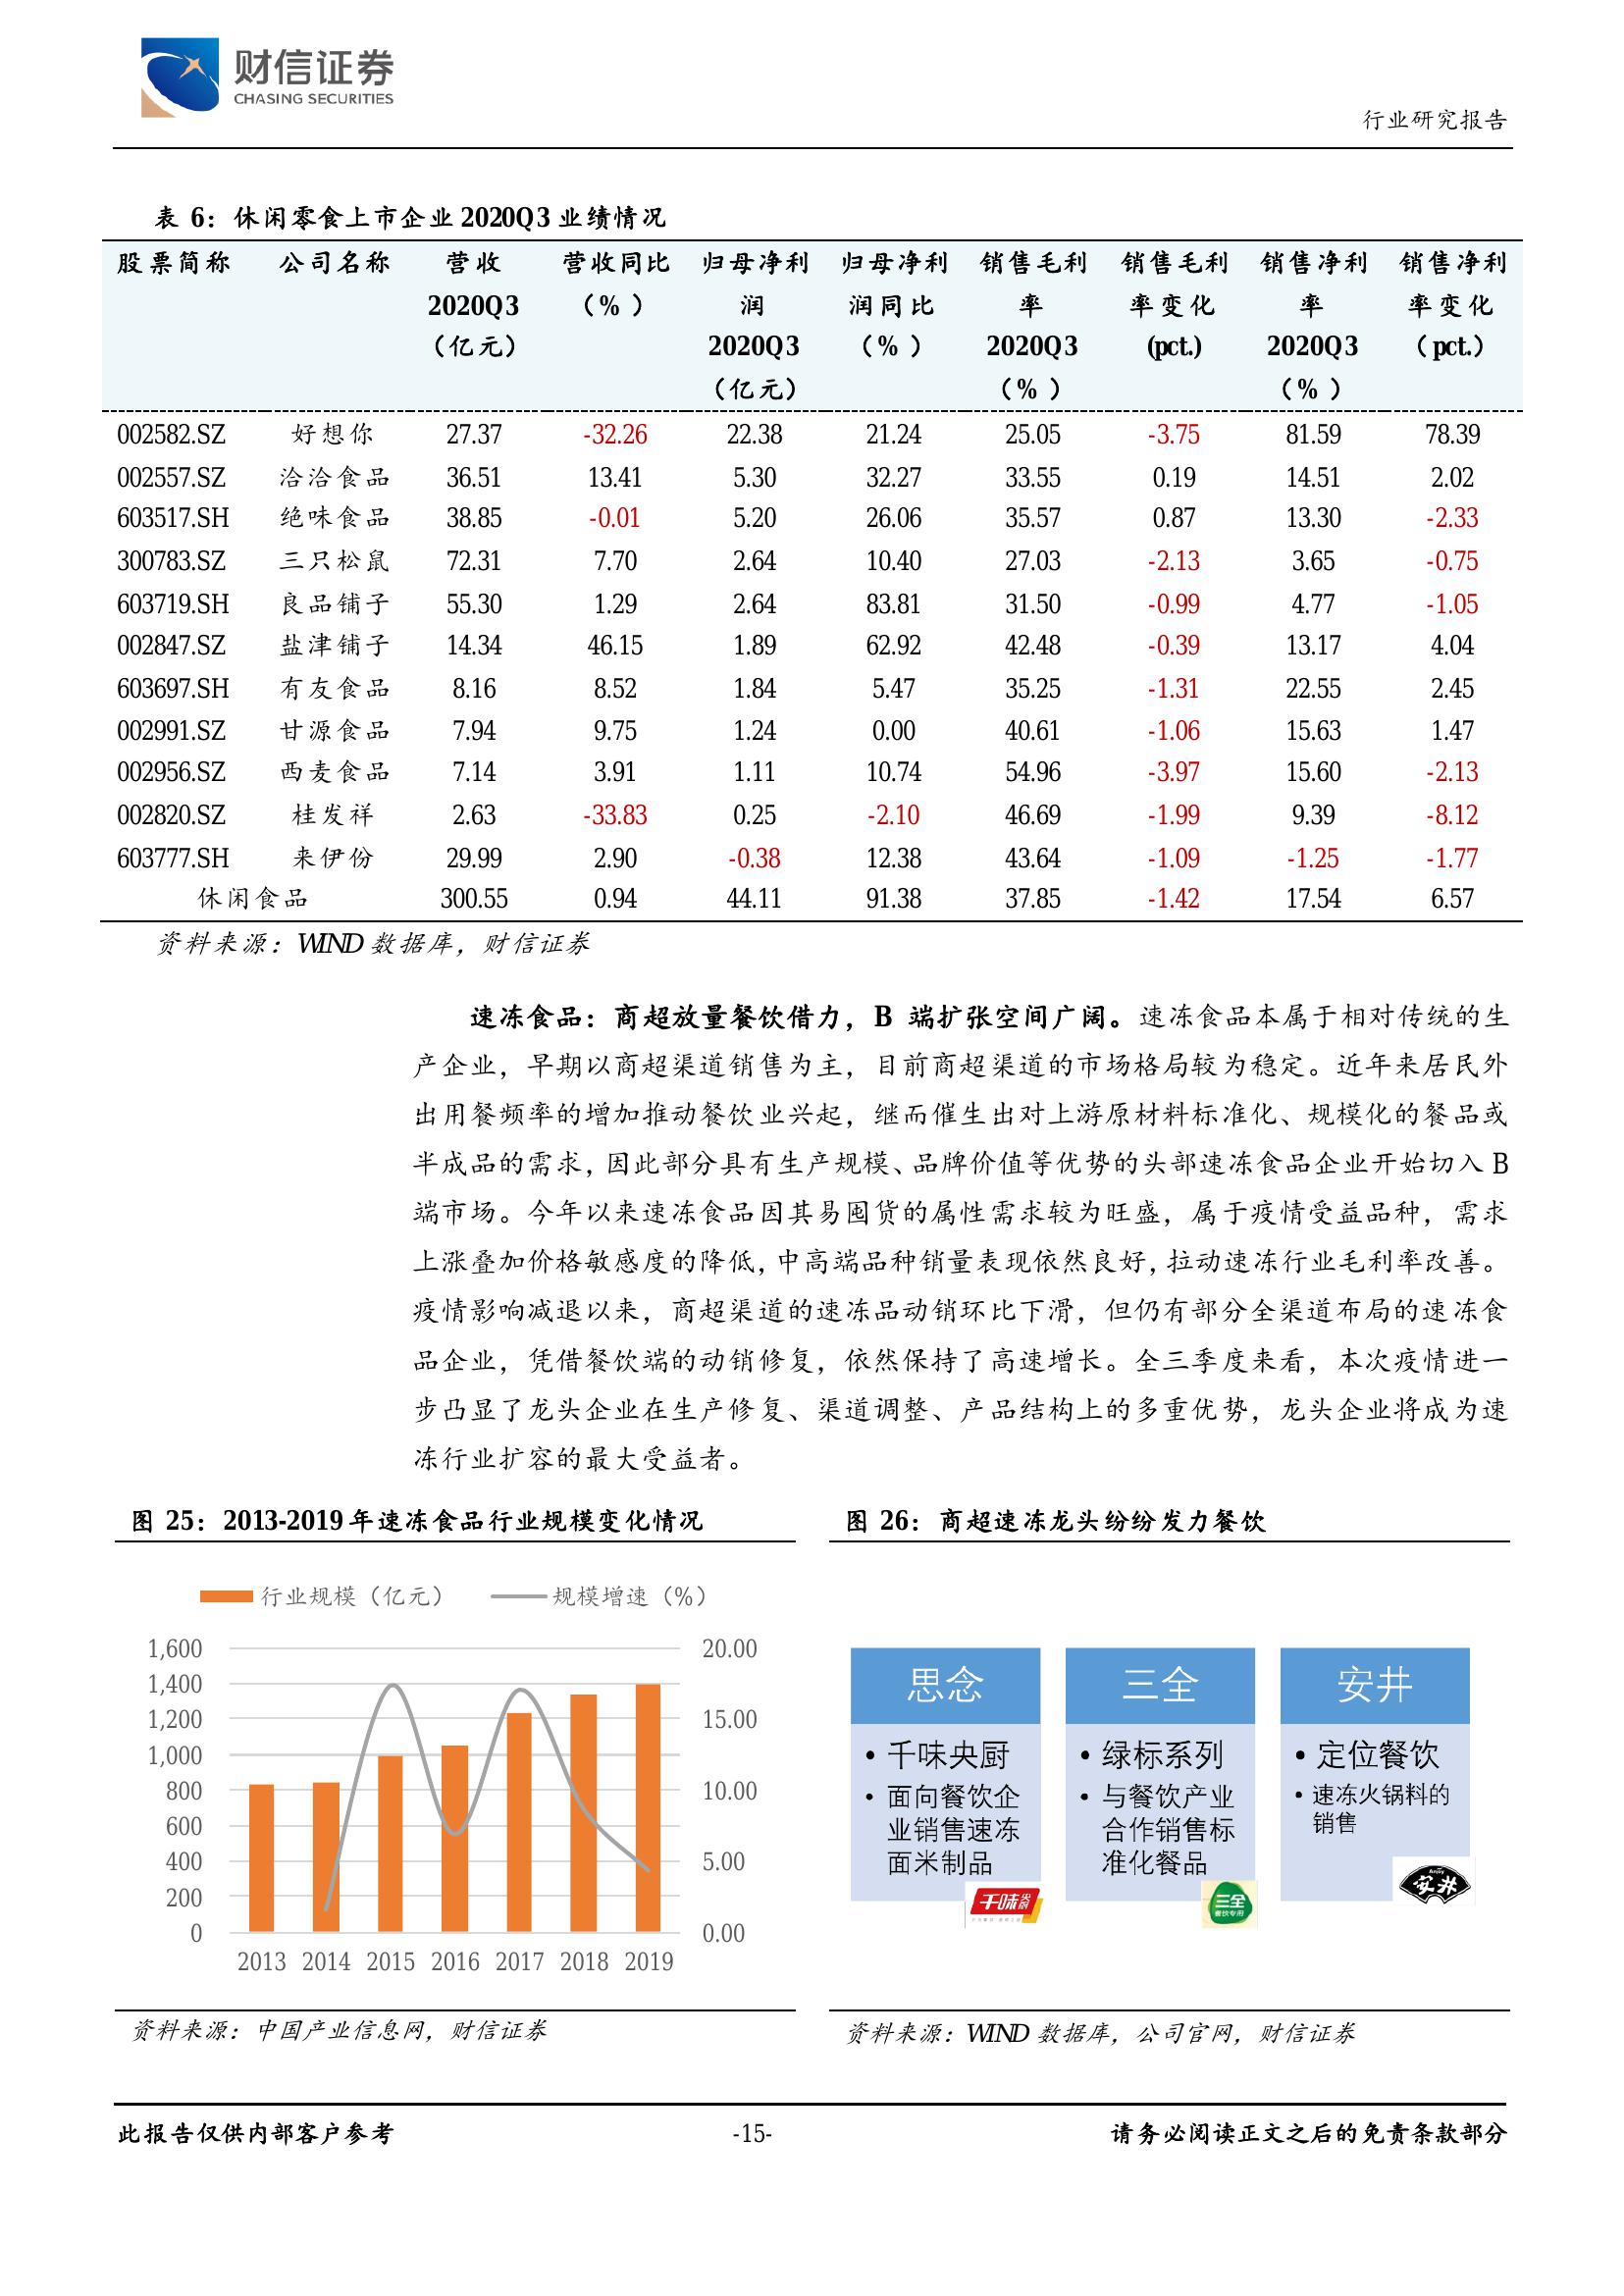 财信证券
CHASING SECURITIES
行业研究报告
表 6：休闲零食上市企业 2020Q3 业绩情况
股票简称 公司名称 营收 营收同比 归母净利 归母净利 销售毛利 销售毛利 销售净利 销售净利
2020Q3 （%） 润 润同比 率 率变化 率 率变化
（亿元） 2020Q3 （%） 2020Q3 (pct.) 2020Q3 （pct.）
（亿元） （%） （%）
002582.SZ 好想你 27.37 -32.26 22.38 21.24 25.05 -3.75 81.59 78.39
002557.SZ 洽洽食品 36.51 13.41 5.30 32.27 33.55 0.19 14.51 2.02
603517.SH 绝味食品 38.85 -0.01 5.20 26.06 35.57 0.87 13.30 -2.33
300783.SZ 三只松鼠 72.31 7.70 2.64 10.40 27.03 -2.13 3.65 -0.75
603719.SH 良品铺子 55.30 1.29 2.64 83.81 31.50 -0.99 4.77 -1.05
002847.SZ 盐津铺子 14.34 46.15 1.89 62.92 42.48 -0.39 13.17 4.04
603697.SH 有友食品 8.16 8.52 1.84 5.47 35.25 -1.31 22.55 2.45
002991.SZ 甘源食品 7.94 9.75 1.24 0.00 40.61 -1.06 15.63 1.47
002956.SZ 西麦食品 7.14 3.91 1.11 10.74 54.96 -3.97 15.60 -2.13
002820.SZ 桂发祥 2.63 -33.83 0.25 -2.10 46.69 -1.99 9.39 -8.12
603777.SH 来伊份 29.99 2.90 -0.38 12.38 43.64 -1.09 -1.25 -1.77
休闲食品 300.55 0.94 44.11 91.38 37.85 -1.42 17.54 6.57
资料来源：WIND 数据库，财信证券
速冻食品：商超放量餐饮借力，B 端扩张空间广阔。速冻食品本属于相对传统的生
产企业，早期以商超渠道销售为主，目前商超渠道的市场格局较为稳定。近年来居民外
出用餐频率的增加推动餐饮业兴起，继而催生出对上游原材料标准化、规模化的餐品或
半成品的需求，因此部分具有生产规模、品牌价值等优势的头部速冻食品企业开始切入 B
端市场。今年以来速冻食品因其易囤货的属性需求较为旺盛，属于疫情受益品种，需求
上涨叠加价格敏感度的降低，中高端品种销量表现依然良好，拉动速冻行业毛利率改善。
疫情影响减退以来，商超渠道的速冻品动销环比下滑，但仍有部分全渠道布局的速冻食
品企业，凭借餐饮端的动销修复，依然保持了高速增长。全三季度来看，本次疫情进一
步凸显了龙头企业在生产修复、渠道调整、产品结构上的多重优势，龙头企业将成为速
冻行业扩容的最大受益者。
图 25：2013-2019 年速冻食品行业规模变化情况
行业规模（亿元） 规模增速（%）
1,600 20.00
1,400
1,200 15.00
1,000
800 10.00
600
400 5.00
200
0 0.00
2013 2014 2015 2016 2017 2018 2019
资料来源：中国产业信息网，财信证券
图 26：商超速冻龙头纷纷发力餐饮
思念
• 千味央厨
• 面向餐饮企
业销售速冻
面米制品
千味央厨
三全
• 绿标系列
• 与餐饮产业
合作销售标
准化餐品
三全
餐饮专用
安井
• 定位餐饮
• 速冻火锅料的
销售
安井
资料来源：WIND 数据库，公司官网，财信证券
此报告仅供内部客户参考
-15-
请务必阅读正文之后的免责条款部分